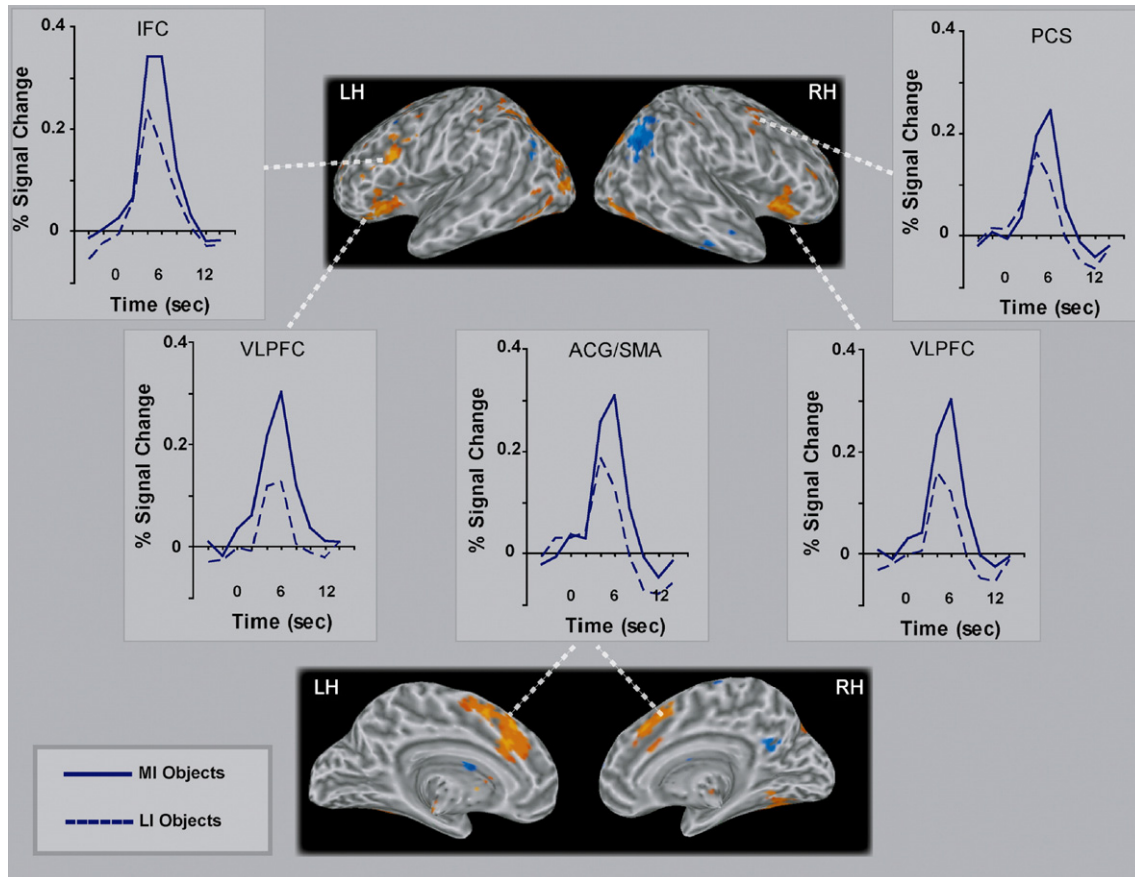 IFC
% Signal Change
0.4
0.2
0
0 6 12
Time (sec)
LH
RH
PCS
% Signal Change
0.4
0.2
0
0 6 12
Time (sec)
VLPFC
% Signal Change
0.4
0.2
0
0 6 12
Time (sec)
ACG/SMA
% Signal Change
0.4
0.2
0
0 6 12
Time (sec)
VLPFC
% Signal Change
0.4
0.2
0
0 6 12
Time (sec)
LH
RH
MI Objects
LI Objects